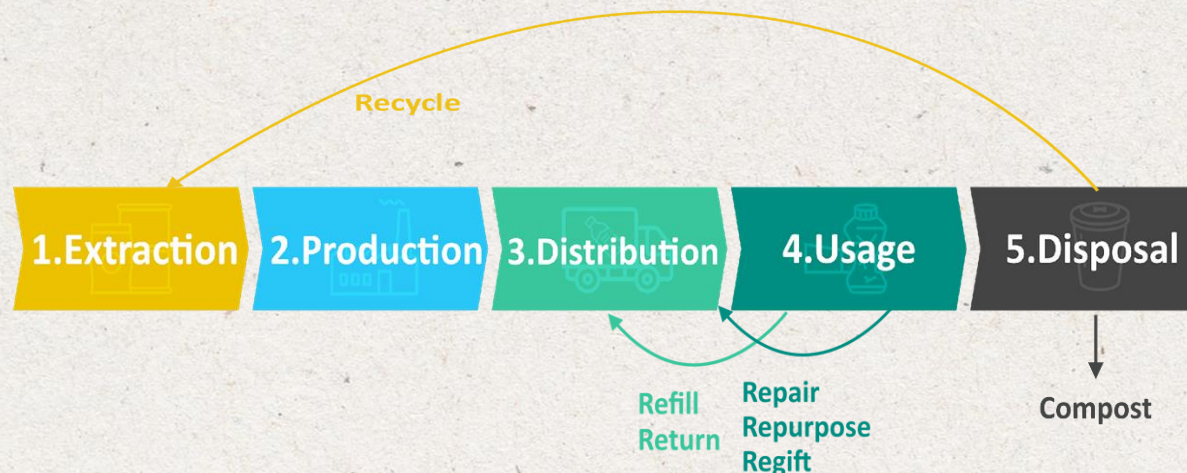 Recycle
1.Extraction
2.Production
3.Distribution
4.Usage
5.Disposal
Refill
Return
Repair
Repurpose
Regift
Compost